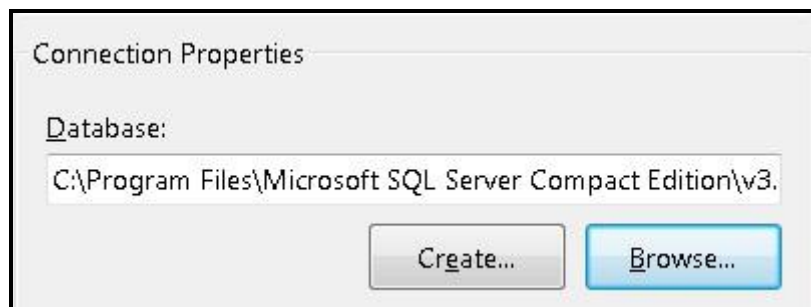 Connection Properties
Database:
C:\Program Files\Microsoft SQL Server Compact Edition\v3.
Create... Browse...